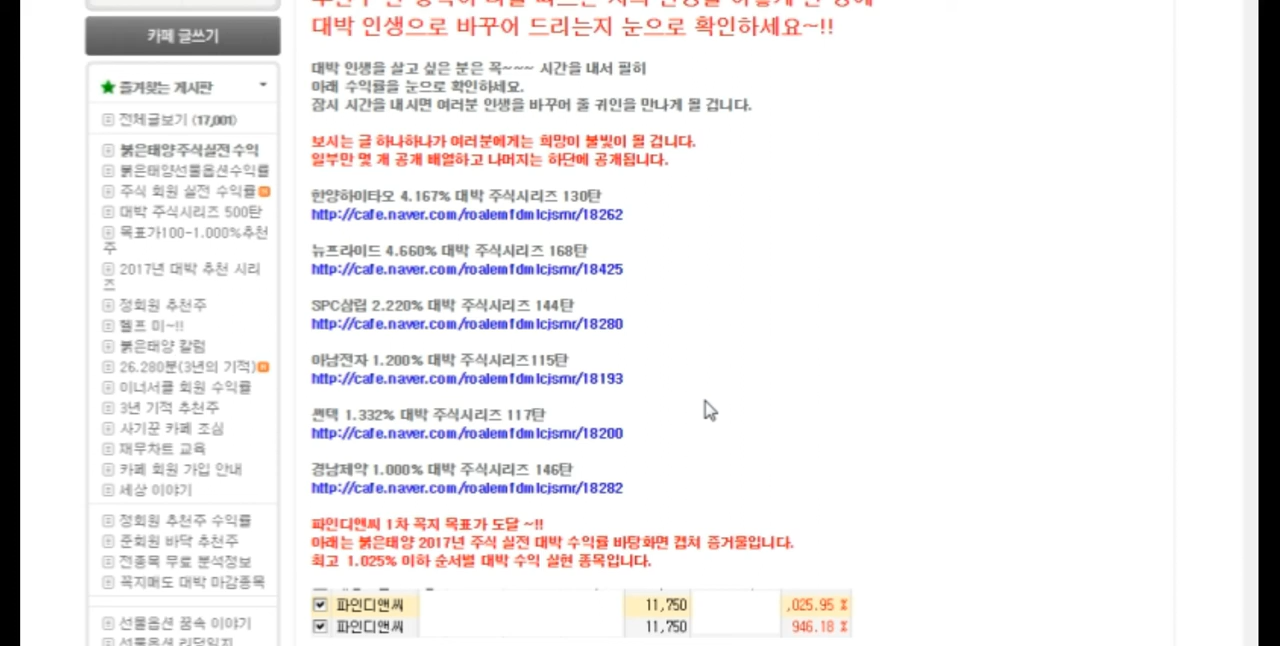 대박 인생으로 바꾸어 드리는지 눈으로 확인하세요~!!
카페 글쓰기
즐겨찾는 게시판
전체글보기 (17,001)
붉은태양주식실전 수익
붉은태양선물옵션수익률
주식 회원 실전 수익률
대박 주식시리즈 500탄
목표가100-1.000%추천
주
2017년 대박 추천 시리
즈
정회원 추천주
헬프 미~!!
붉은태양 칼럼
26.280분(3년의 기적)
이너서클 회원 수익률
3년 기적 추천주
사기꾼 카페 조심
재무차트 교육
카페 회원 가입 안내
세상 이야기
정회원 추천주 수익률
준회원 바닥 추천주
전종목 무료 분석정보
꼭지매도 대박 마감종목
선물옵션 꿈속 이야기
선물옵션 리딩일지
대박 인생을 살고 싶은 분은 꼭~~~ 시간을 내서 필히
아래 수익률을 눈으로 확인하세요.
잠시 시간을 내시면 여러분 인생을 바꾸어 줄 귀인을 만나게 될 겁니다.
보시는 글 하나하나가 여러분에게는 희망이 불빛이 될 겁니다.
일부만 몇 개 공개 배열하고 나머지는 하단에 공개됩니다.
한양하이타오 4.167% 대박 주식시리즈 130탄
http://cafe.naver.com/roalemfdmlcjsrnr/18262
뉴프라이드 4.660% 대박 주식시리즈 168탄
http://cafe.naver.com/roalemfdmlcjsrnr/18425
SPC삼립 2.220% 대박 주식시리즈 144탄
http://cafe.naver.com/roalemfdmlcjsrnr/18280
아남전자 1.200% 대박 주식시리즈115탄
http://cafe.naver.com/roalemfdmlcjsrnr/18193
쎈텍 1.332% 대박 주식시리즈 117탄
http://cafe.naver.com/roalemfdmlcjsrnr/18200
경남제약 1.000% 대박 주식시리즈 146탄
http://cafe.naver.com/roalemfdmlcjsrnr/18282
파인디앤씨 1차 꼭지 목표가 도달 ~!!
아래는 붉은태양 2017년 주식 실전 대박 수익률 바탕화면 캡쳐 증거물입니다.
최고 1.025% 이하 순서별 대박 수익 실현 종목입니다.
파인디앤씨 11,750 ,025.95 %
파인디앤씨 11,750 946.18 %